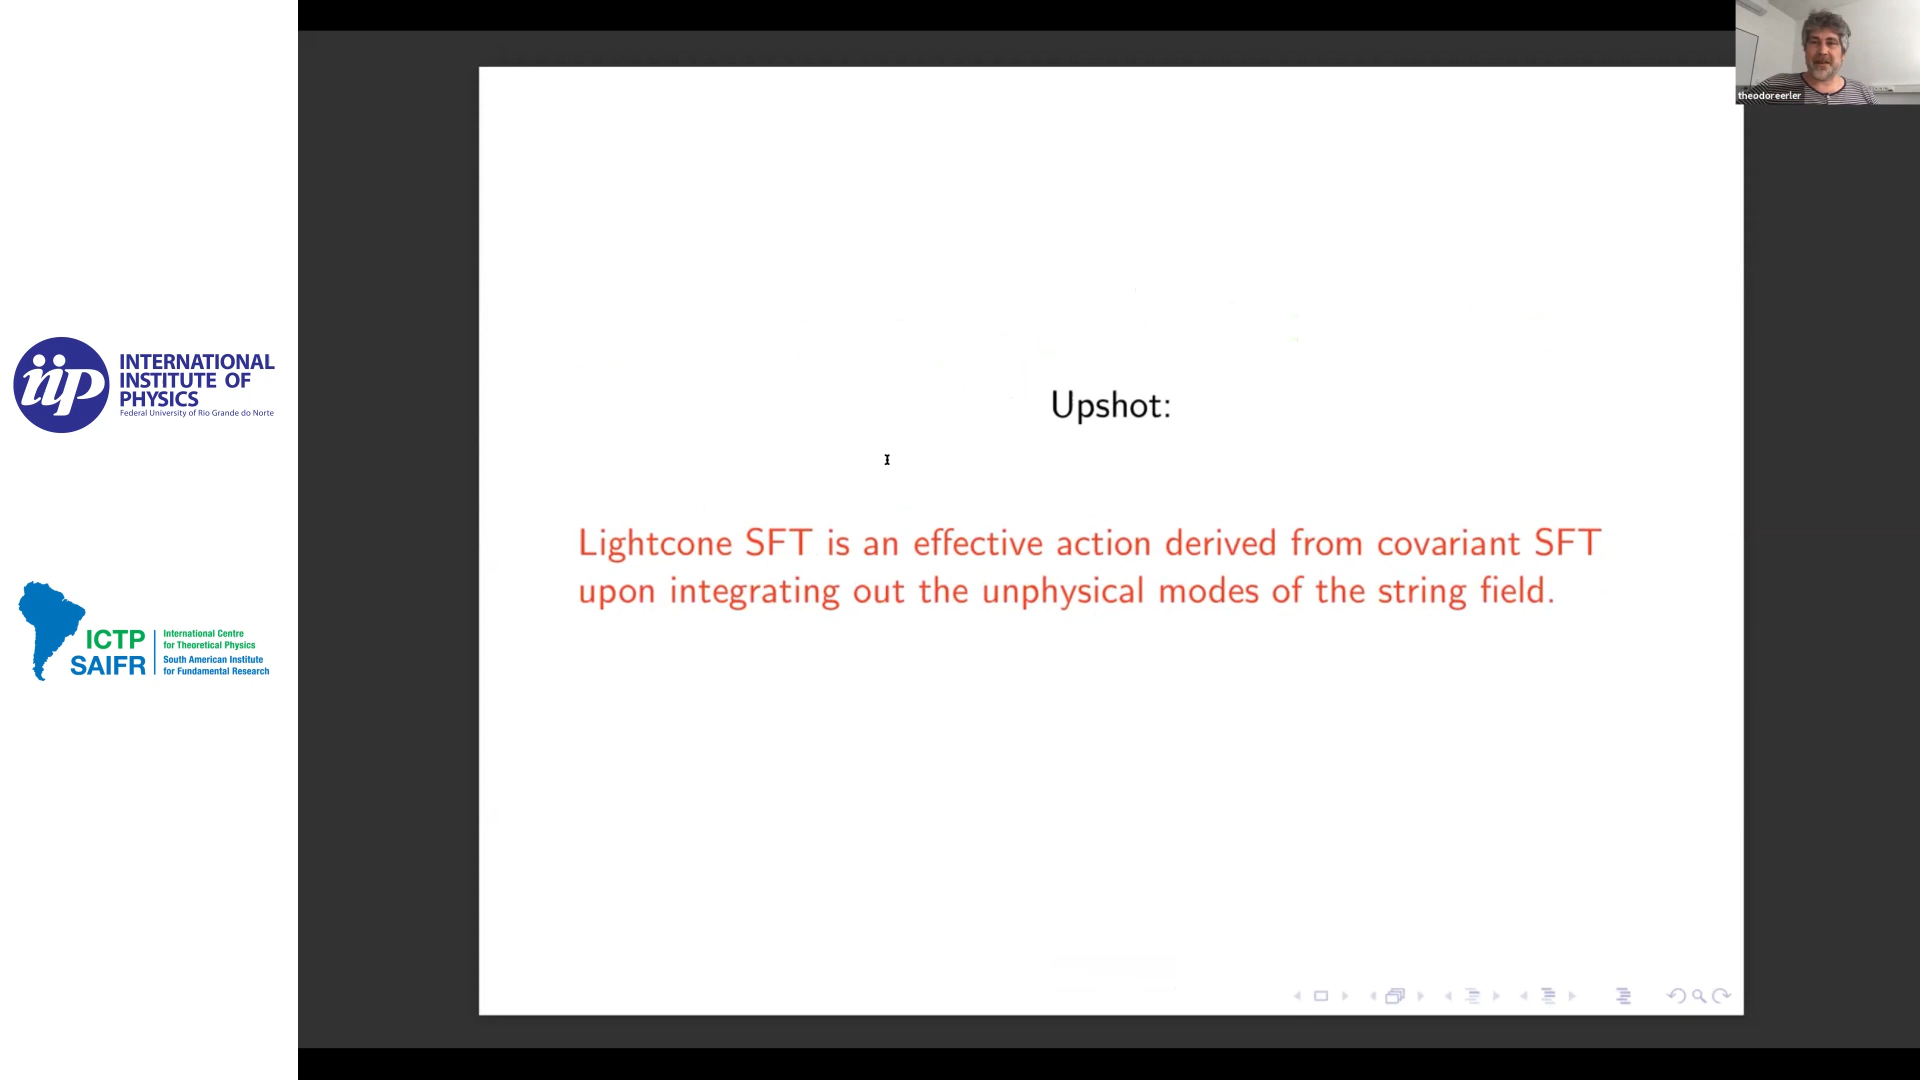 theodoreerler
Upshot:
Lightcone SFT is an effective action derived from covariant SFT
upon integrating out the unphysical modes of the string field.
iip
INTERNATIONAL
INSTITUTE OF
PHYSICS
Federal University of Rio Grande do Norte
ICTP
SAIFR
International Centre
for Theoretical Physics
South American Institute
for Fundamental Research